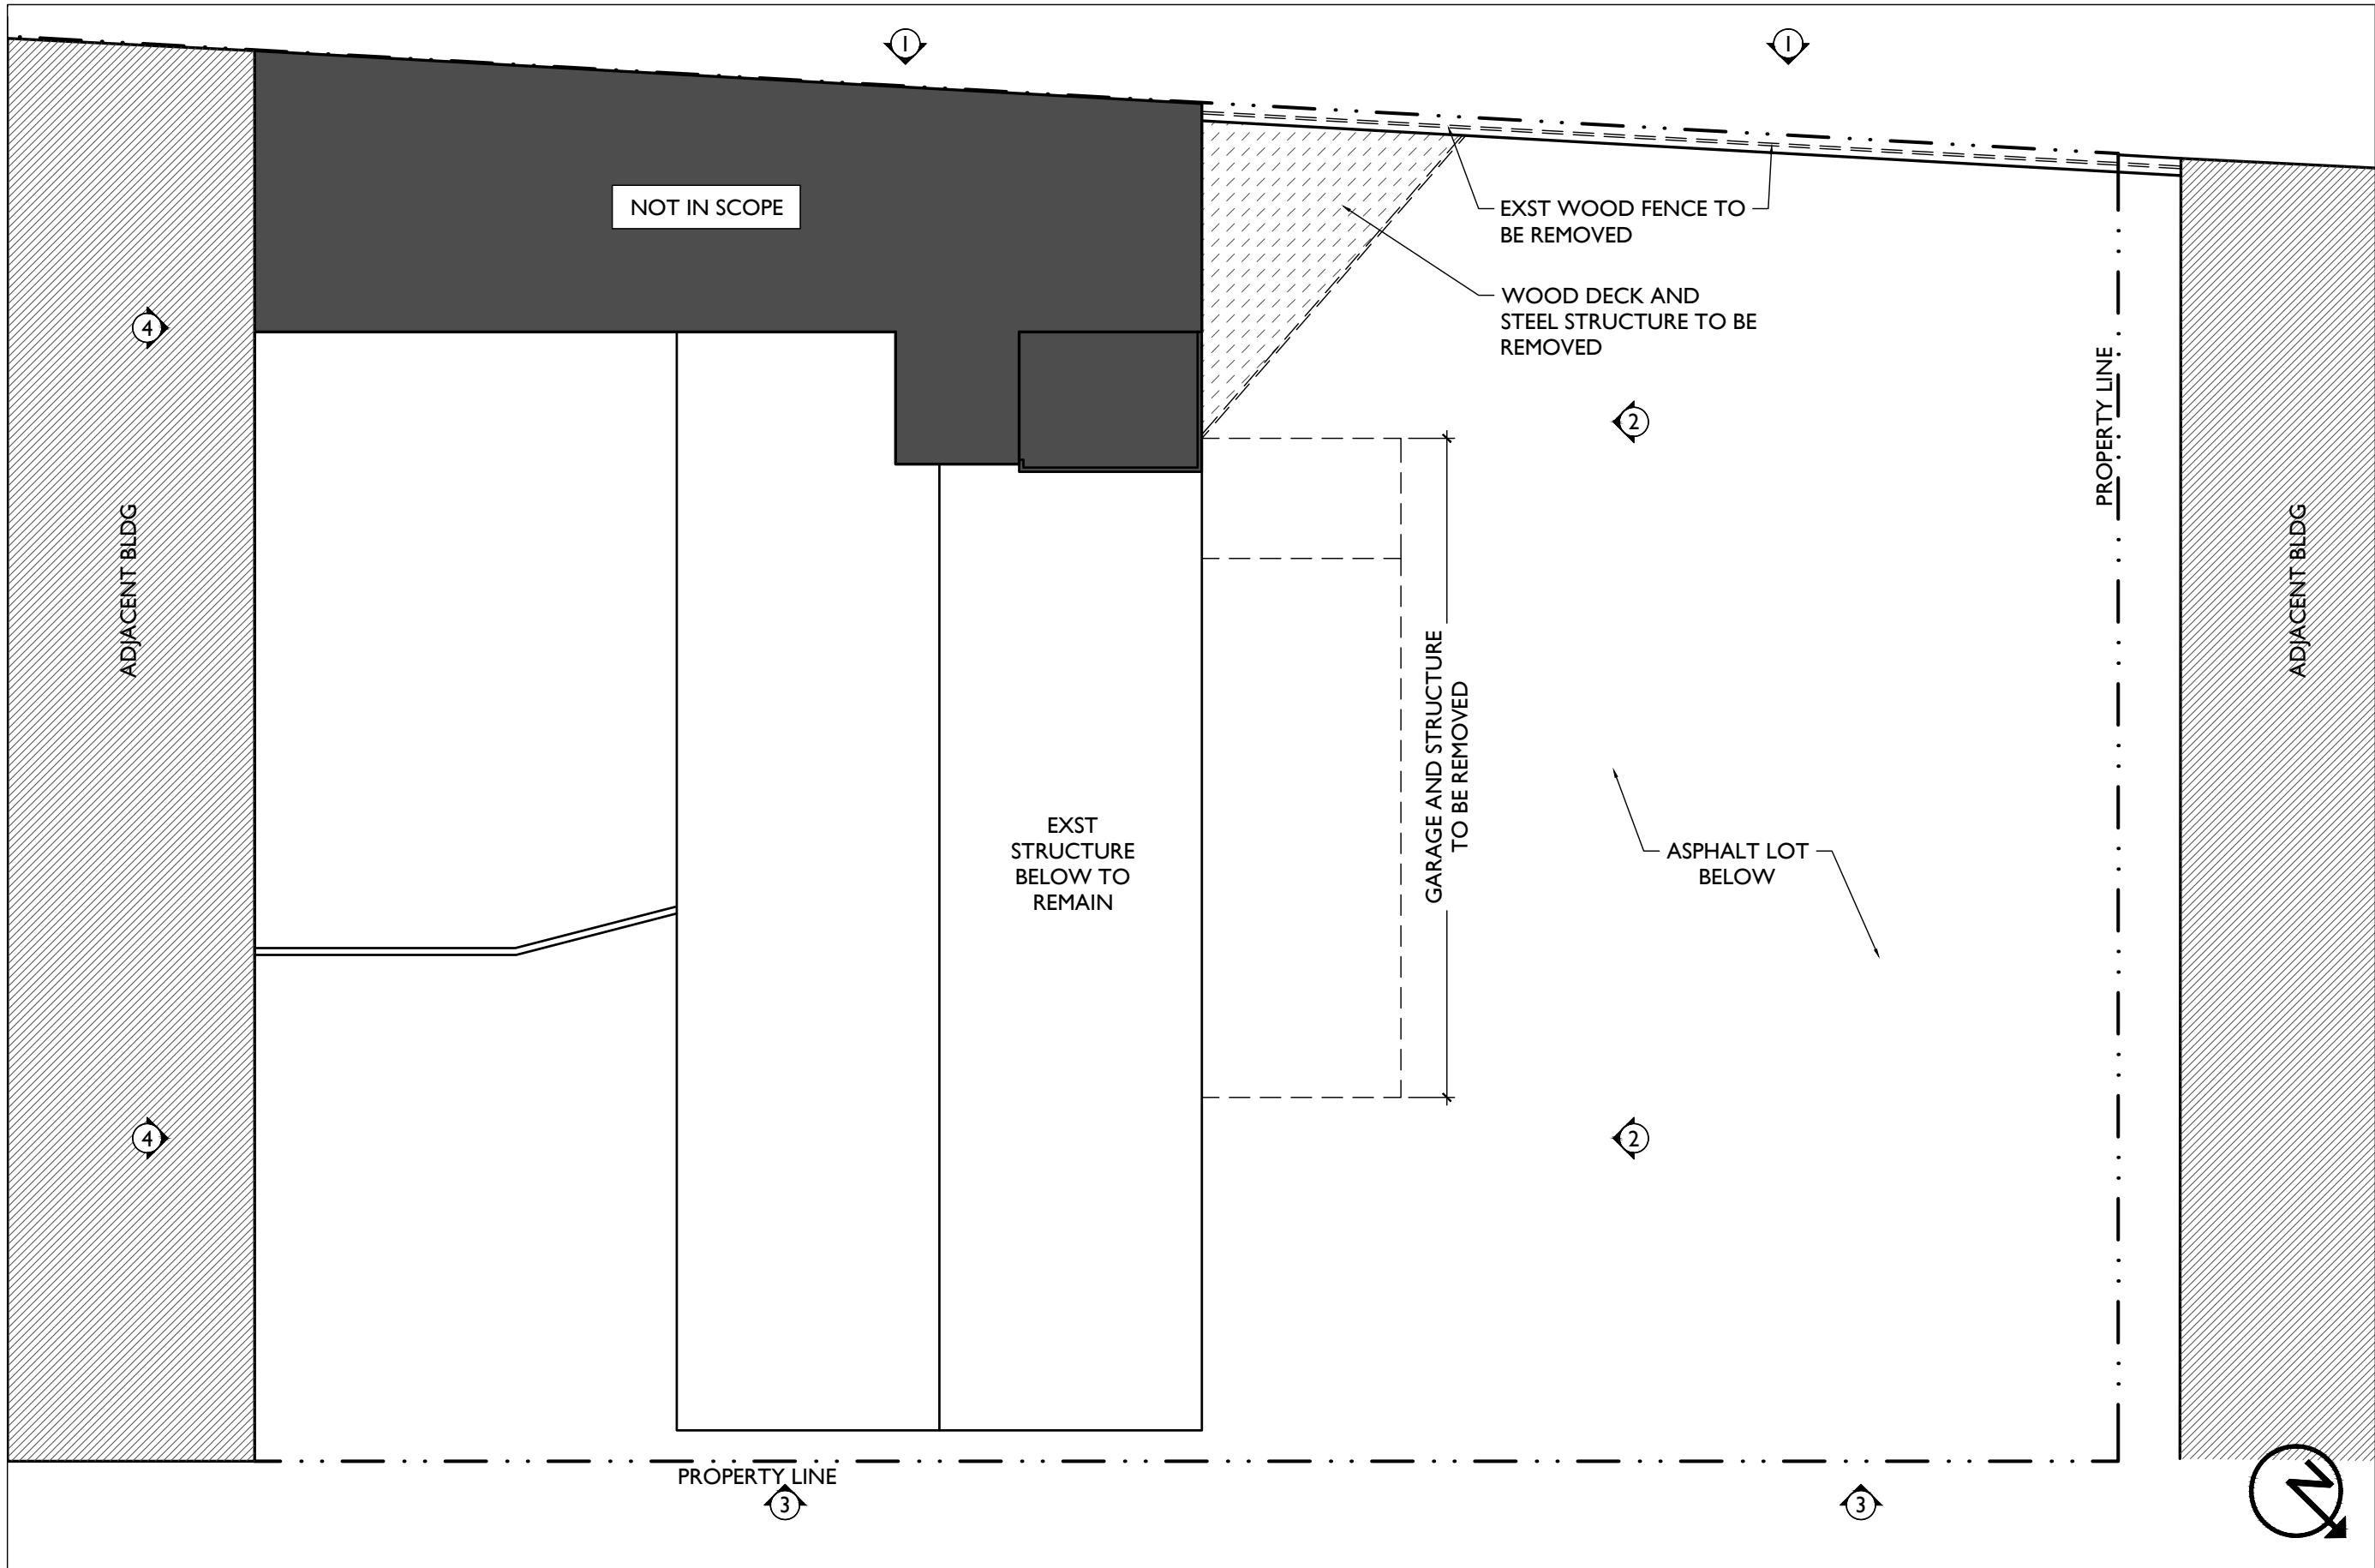 1
1
NOT IN SCOPE
EXST WOOD FENCE TO
BE REMOVED
WOOD DECK AND
STEEL STRUCTURE TO BE
REMOVED
4
2
PROPERTY LINE
ADJACENT BLDG
ADJACENT BLDG
GARAGE AND STRUCTURE
TO BE REMOVED
EXST
STRUCTURE
BELOW TO
REMAIN
ASPHALT LOT
BELOW
4
2
PROPERTY LINE
3
3
N